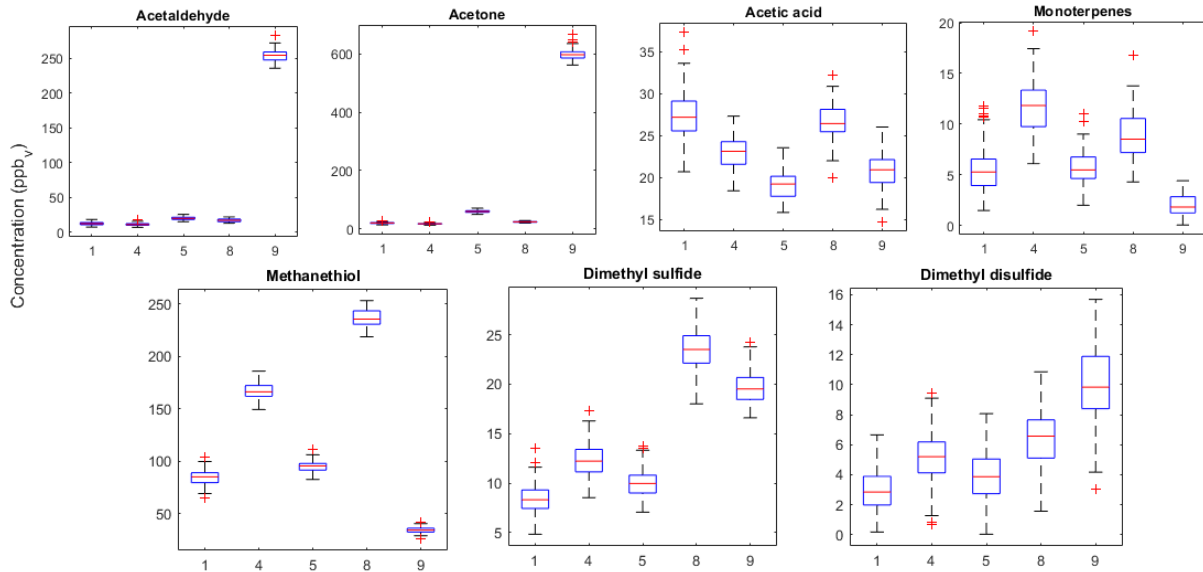 Acetaldehyde
250
200
150
100
50
0
1 4 5 8 9
Acetone
600
400
200
0
1 4 5 8 9
Acetic acid
35
30
25
20
15
1 4 5 8 9
Monoterpenes
20
15
10
5
0
1 4 5 8 9
Concentration (ppbv)
Methanethiol
250
200
150
100
50
1 4 5 8 9
Dimethyl sulfide
25
20
15
10
5
1 4 5 8 9
Dimethyl disulfide
16
14
12
10
8
6
4
2
0
1 4 5 8 9